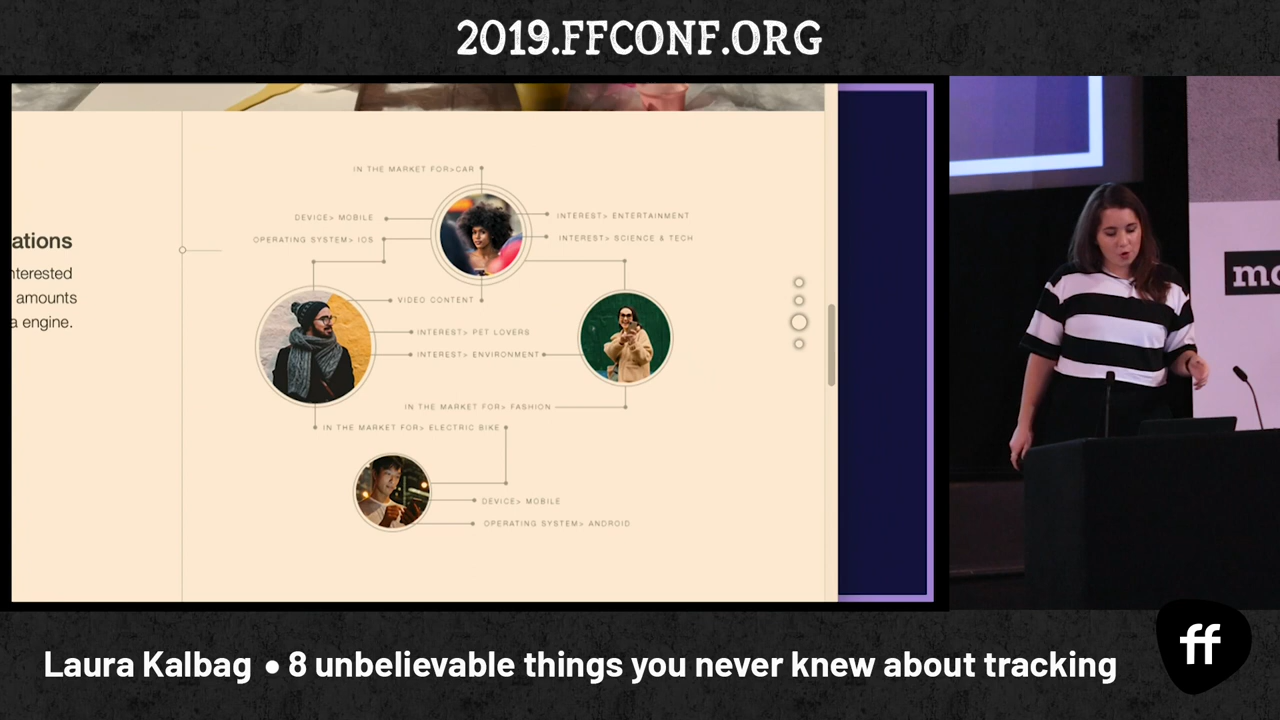 2019.FFCONF.ORG
IN THE MARKET FOR>CAR
DEVICE> MOBILE
INTEREST> ENTERTAINMENT
OPERATING SYSTEM> IOS
INTEREST> SCIENCE & TECH
ations
nterested
amounts
a engine.
VIDEO CONTENT
INTEREST> PET LOVERS
INTEREST> ENVIRONMENT
IN THE MARKET FOR> FASHION
IN THE MARKET FOR> ELECTRIC BIKE
DEVICE> MOBILE
OPERATING SYSTEM> ANDROID
mo
Laura Kalbag • 8 unbelievable things you never knew about tracking
ff